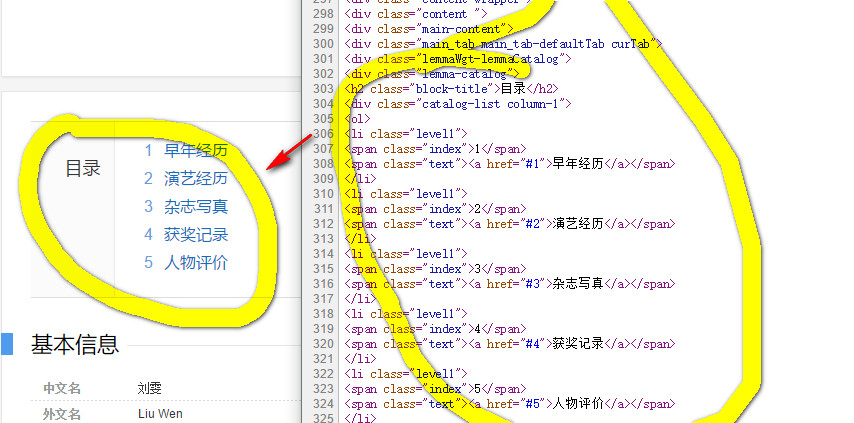 目录
1 早年经历
2 演艺经历
3 杂志写真
4 获奖记录
5 人物评价
基本信息
中文名 刘雯
外文名 Liu Wen
298 <div class="content ">
299 <div class="main-content">
300 <div class="main_tab main_tab-defaultTab curTab">
301 <div class="lemmaWgt-lemmaCatalog">
302 <div class="lemma-catalog">
303 <h2 class="block-title">目录</h2>
304 <div class="catalog-list column-1">
305 <ol>
306 <li class="level1">
307 <span class="index">1</span>
308 <span class="text"><a href="#1">早年经历</a></span>
309 </li>
310 <li class="level1">
311 <span class="index">2</span>
312 <span class="text"><a href="#2">演艺经历</a></span>
313 </li>
314 <li class="level1">
315 <span class="index">3</span>
316 <span class="text"><a href="#3">杂志写真</a></span>
317 </li>
318 <li class="level1">
319 <span class="index">4</span>
320 <span class="text"><a href="#4">获奖记录</a></span>
321 </li>
322 <li class="level1">
323 <span class="index">5</span>
324 <span class="text"><a href="#5">人物评价</a></span>
325 </li>